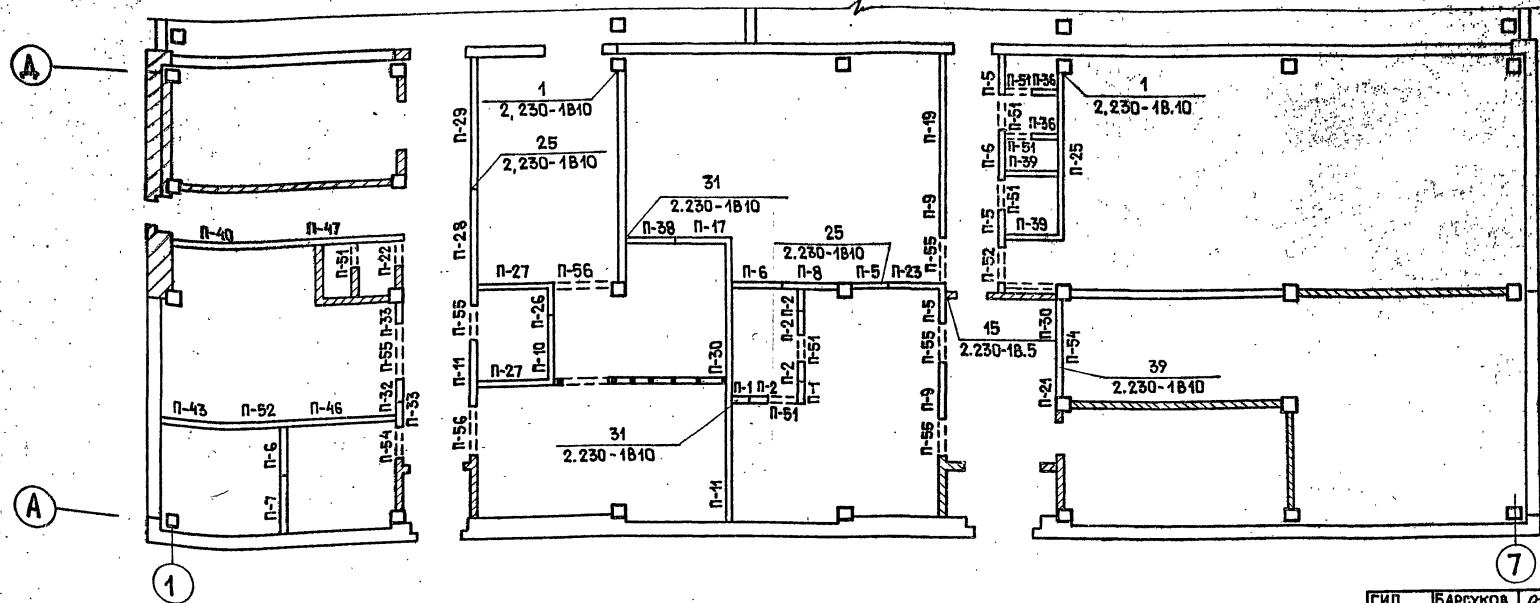 Д
А
1
7
П-40
П-47
П-51
П-22
П-33
П-55
П-32
П-33
П-43
П-52
П-46
П-54
П-6
П-7
П-29
П-28
П-55
П-11
П-56
1
2,230-1В10
25
2,230-1В10
31
2.230-1В10
П-38
П-17
П-27
П-56
П-26
П-10
П-27
П-30
П-11
31
2.230-1В10
25
2.230-1В10
П-6
П-8
П-5
П-23
П-2
П-2
П-51
П-2
П-1
П-1
П-2
П-51
П-19
П-9
П-55
П-5
П-55
П-9
П-55
15
2.230-1В.5
П-5
П-51
П-36
П-51
П-36
П-6
П-51
П-39
П-25
П-5
П-51
П-39
П-52
1
2,230-1В.10
П-30
П-54
П-21
39
2.230-1В10
ГИП
БАРСУКОВ